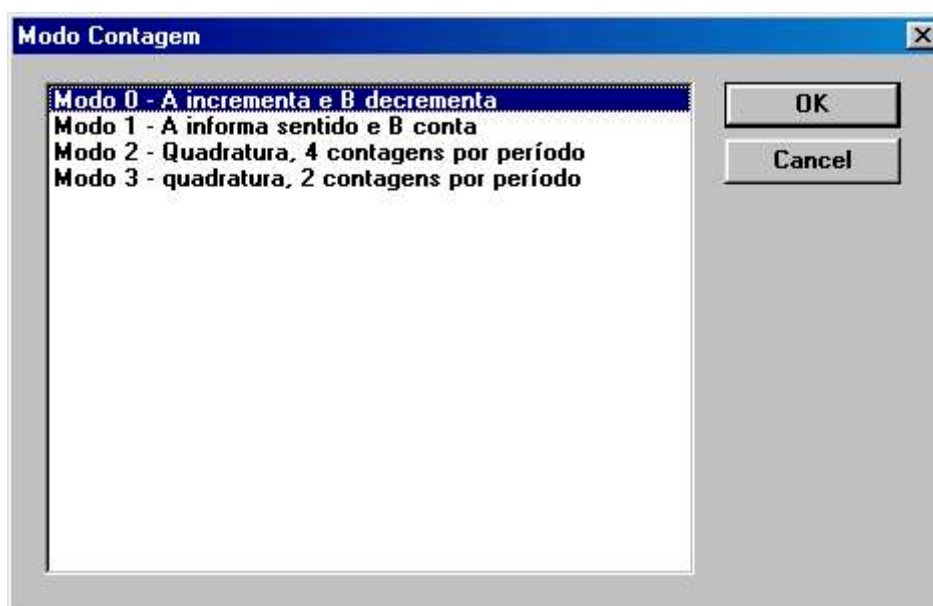 Modo Contagem
Modo 0 - A incrementa e B decrementa
Modo 1 - A informa sentido e B conta
Modo 2 - Quadratura, 4 contagens por período
Modo 3 - quadratura, 2 contagens por período
OK
Cancel